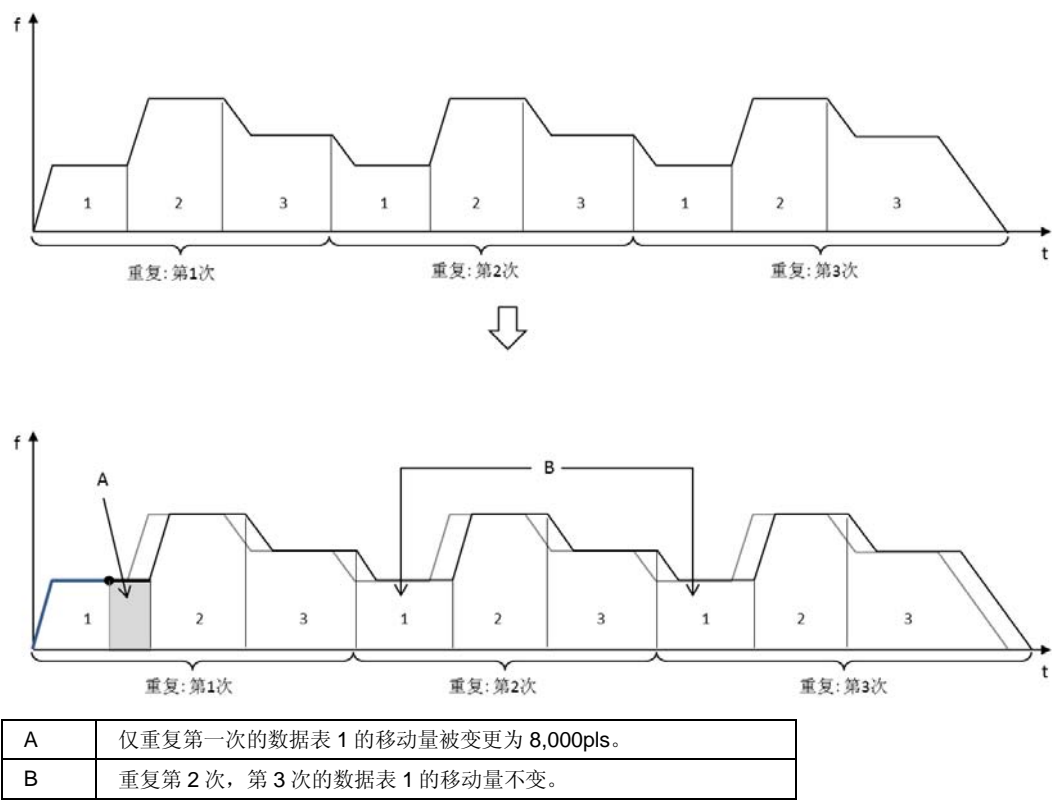 f
1 2 3 1 2 3 1 2 3
t
重复: 第1次 重复: 第2次 重复: 第3次
f
A
B
1 2 3 1 2 3 1 2 3
t
重复: 第1次 重复: 第2次 重复: 第3次
A 仅重复第一次的数据表 1 的移动量被变更为 8,000pls。
B 重复第 2 次，第 3 次的数据表 1 的移动量不变。